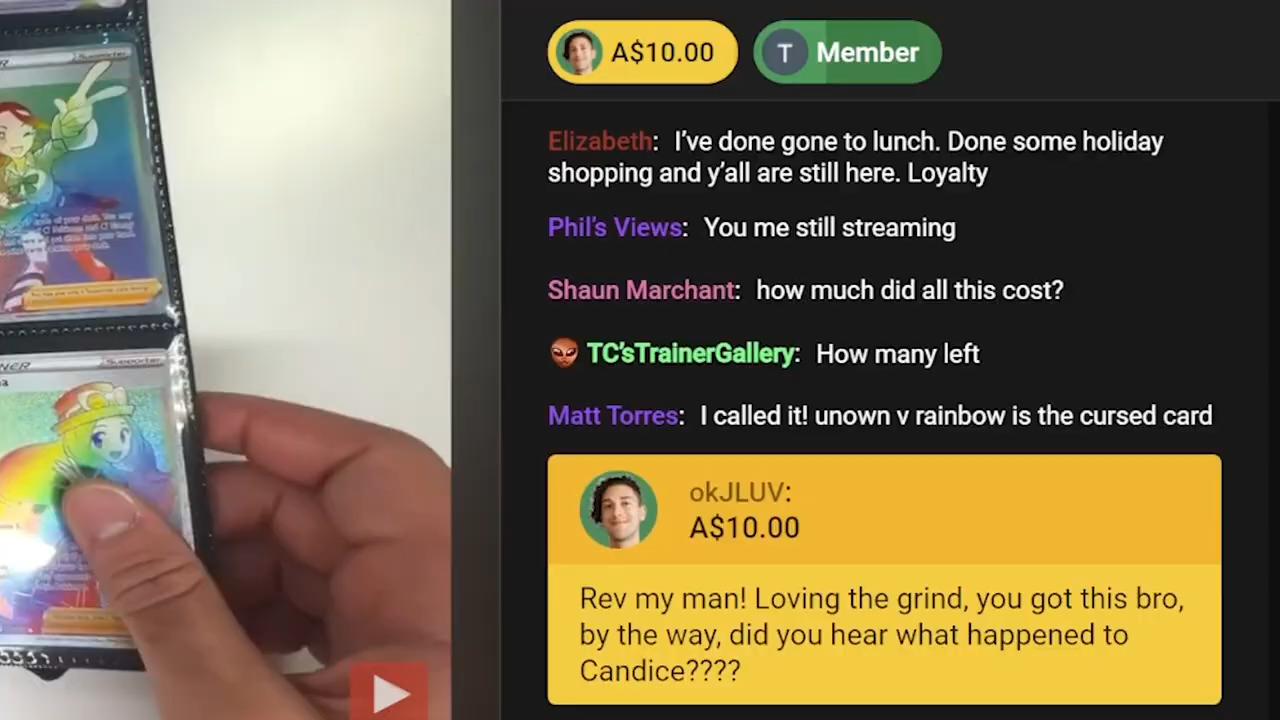 Supporter
NER
Supporter
A$10.00
T Member
Elizabeth: I've done gone to lunch. Done some holiday
shopping and y'all are still here. Loyalty
Phil's Views: You me still streaming
Shaun Marchant: how much did all this cost?
TC'sTrainerGallery: How many left
Matt Torres: I called it! unown v rainbow is the cursed card
okJLUV:
A$10.00
Rev my man! Loving the grind, you got this bro,
by the way, did you hear what happened to
Candice????